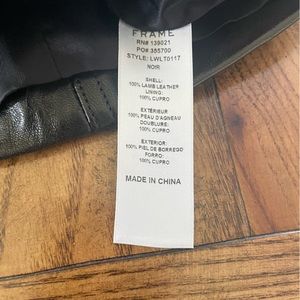 FRAME
RN# 139021
PO# 355700
STYLE: LWLT0117
NOIR
SHELL:
100% LAMB LEATHER
LINING:
100% CUPRO
EXTÉRIEUR
100% PEAU D'AGNEAU
DOUBLURE:
100% CUPRO
EXTERIOR:
100% PIEL DE BORREGO
FORRO:
100% CUPRO
MADE IN CHINA